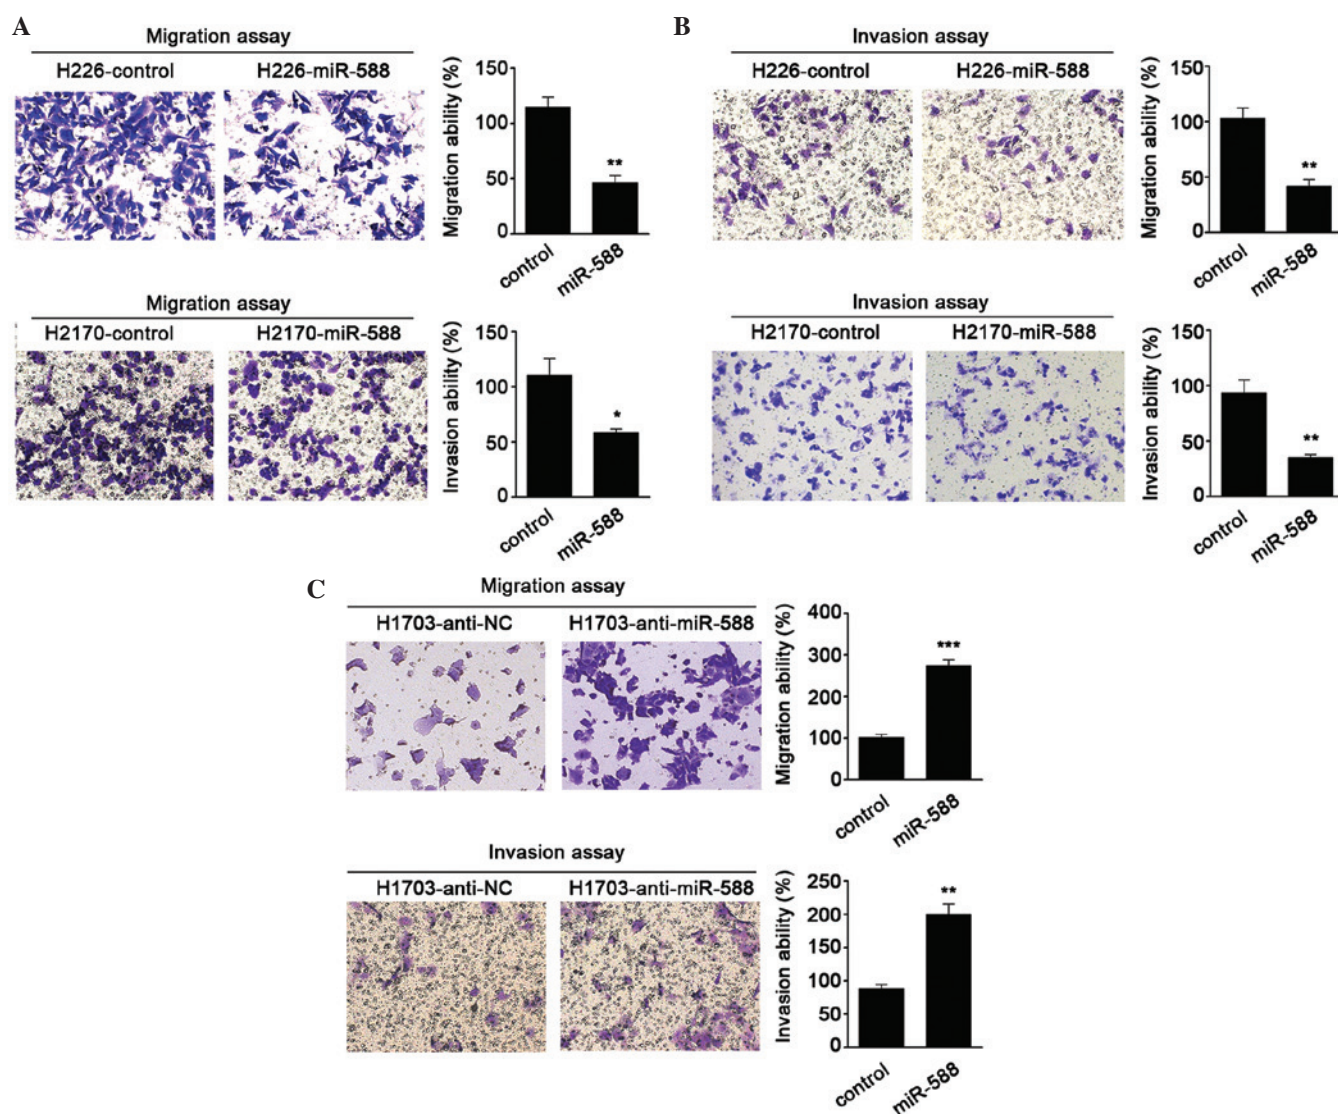 A
Migration assay
H226-control
H226-miR-588
Migration ability (%)
150
100
50
0
**
control
miR-588
Migration assay
H2170-control
H2170-miR-588
Invasion ability (%)
150
100
50
0
*
control
miR-588
B
Invasion assay
H226-control
H226-miR-588
Migration ability (%)
150
100
50
0
**
control
miR-588
Invasion assay
H2170-control
H2170-miR-588
Invasion ability (%)
150
100
50
0
**
control
miR-588
C
Migration assay
H1703-anti-NC
H1703-anti-miR-588
Migration ability (%)
400
300
200
100
0
***
control
miR-588
Invasion assay
H1703-anti-NC
H1703-anti-miR-588
Invasion ability (%)
250
200
150
100
50
0
**
control
miR-588